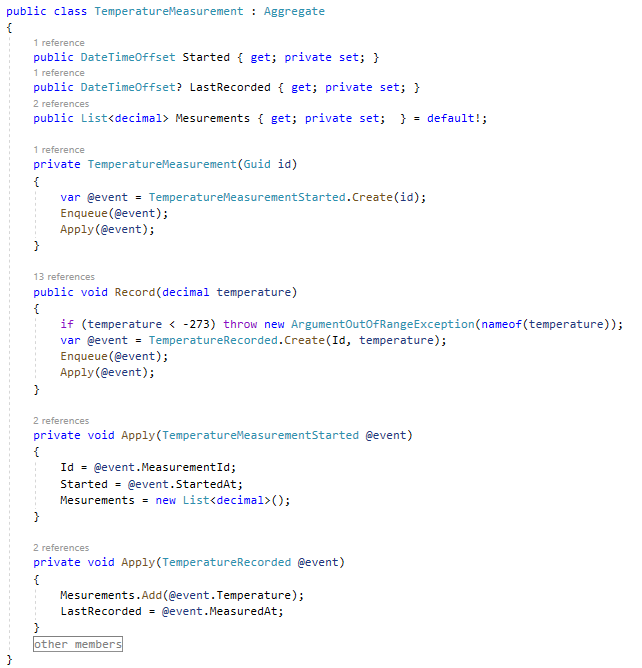 public class TemperatureMeasurement : Aggregate
{
1 reference
public DateTimeOffset Started { get; private set; }
1 reference
public DateTimeOffset? LastRecorded { get; private set; }
2 references
public List<decimal> Mesurements { get; private set;  } = default!;
1 reference
private TemperatureMeasurement(Guid id)
{
var @event = TemperatureMeasurementStarted.Create(id);
Enqueue(@event);
Apply(@event);
}
13 references
public void Record(decimal temperature)
{
if (temperature < -273) throw new ArgumentOutOfRangeException(nameof(temperature));
var @event = TemperatureRecorded.Create(Id, temperature);
Enqueue(@event);
Apply(@event);
}
2 references
private void Apply(TemperatureMeasurementStarted @event)
{
Id = @event.MeasurementId;
Started = @event.StartedAt;
Mesurements = new List<decimal>();
}
2 references
private void Apply(TemperatureRecorded @event)
{
Mesurements.Add(@event.Temperature);
LastRecorded = @event.MeasuredAt;
}
other members
}